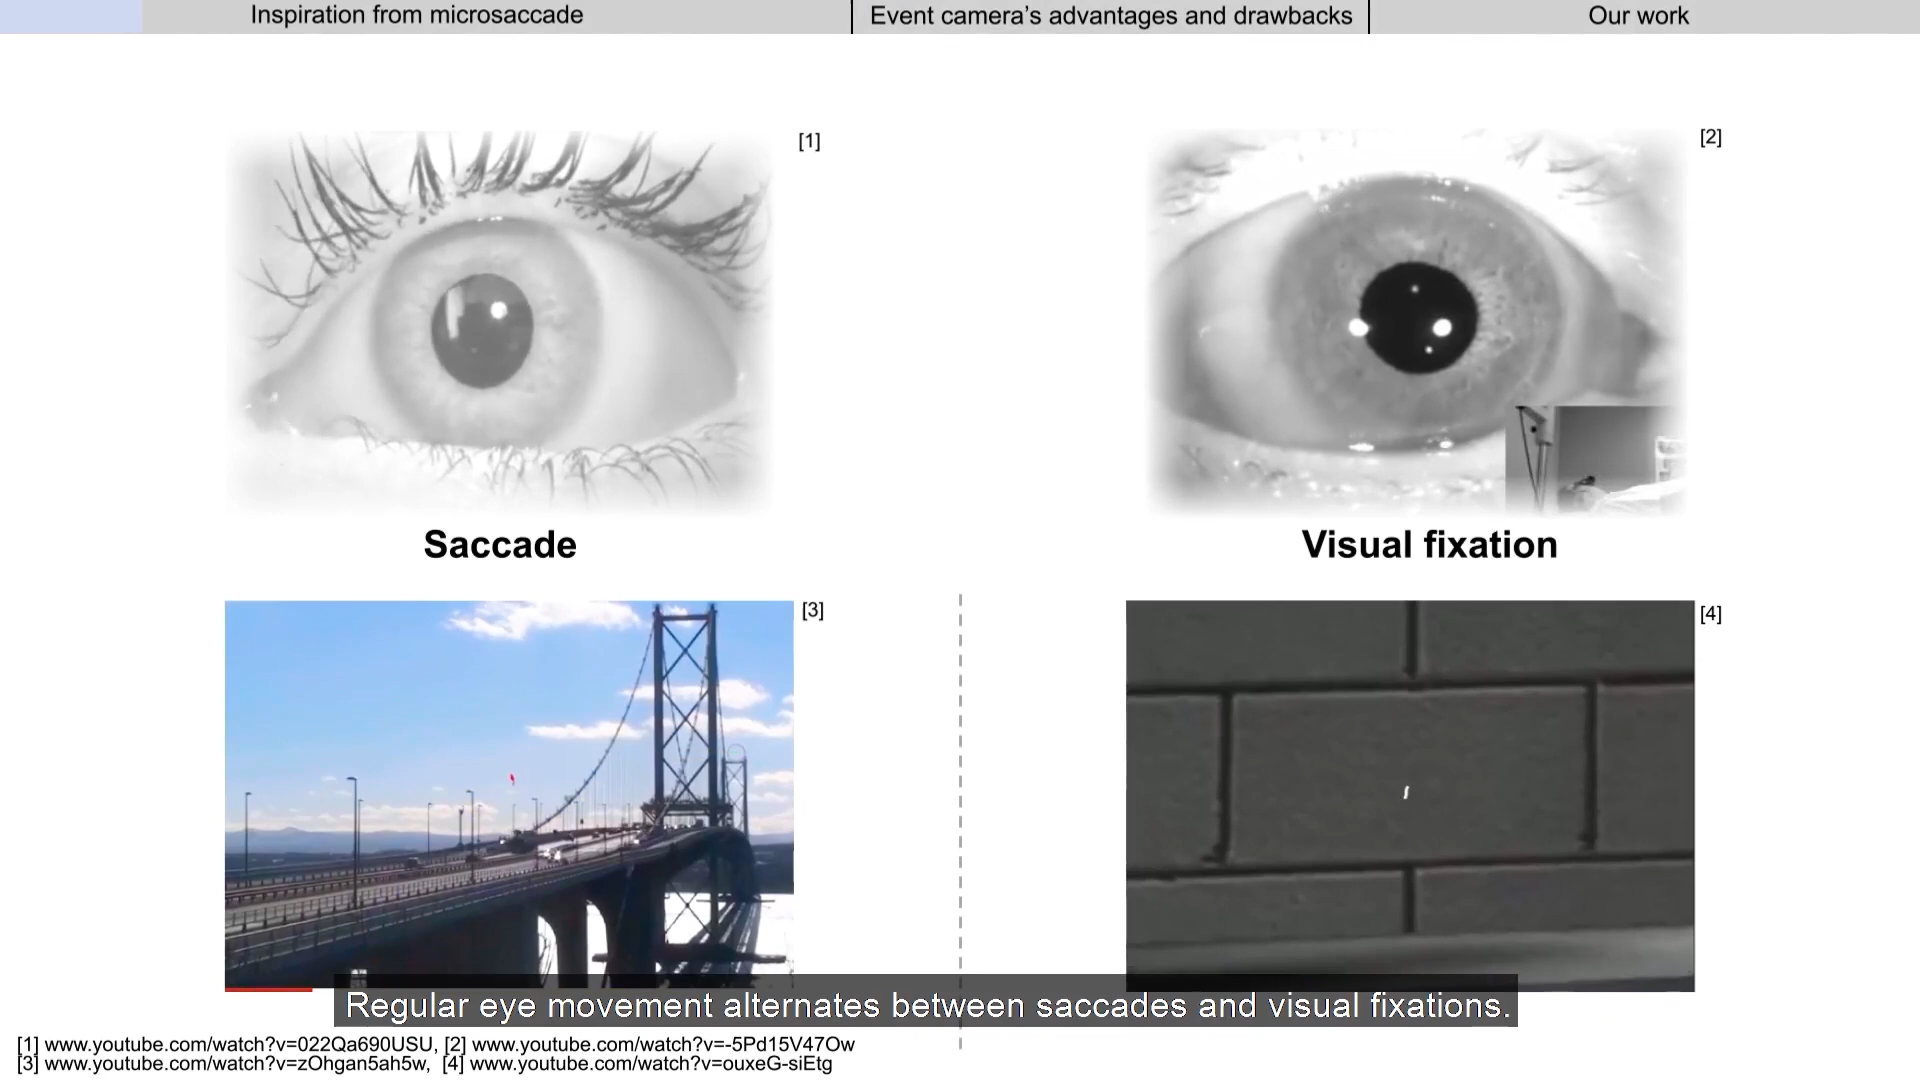 Inspiration from microsaccade
Event camera's advantages and drawbacks
Our work
[1]
[2]
Saccade
Visual fixation
[3]
[4]
Regular eye movement alternates between saccades and visual fixations.
[1] www.youtube.com/watch?v=022Qa690USU, [2] www.youtube.com/watch?v=-5Pd15V47Ow
[3] www.youtube.com/watch?v=zOhgan5ah5w, [4] www.youtube.com/watch?v=ouxeG-siEtg